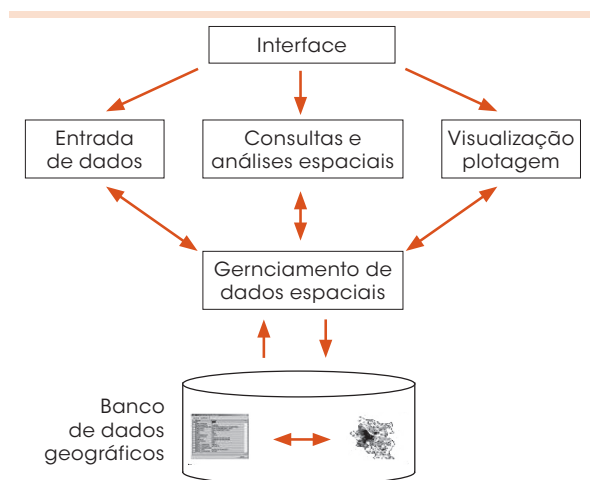 Interface
Entrada
de dados
Consultas e
análises espaciais
Visualização
plotagem
Gernciamento de
dados espaciais
Banco
de dados
geográficos